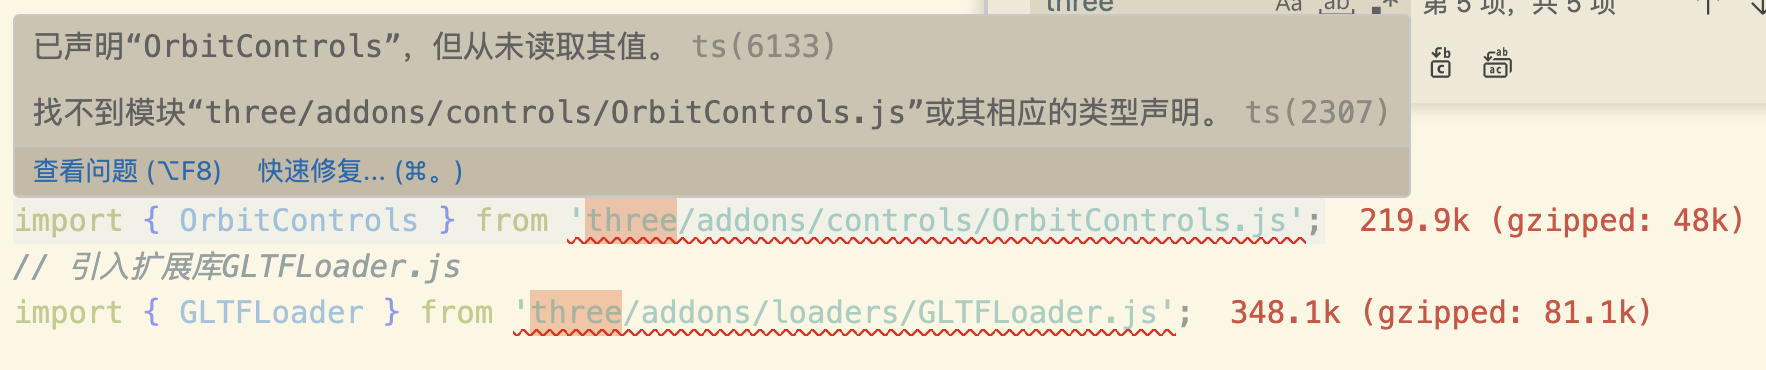 three Aa ab 第 5 项，共 5 项
已声明“OrbitControls”，但从未读取其值。 ts(6133)
找不到模块“three/addons/controls/OrbitControls.js”或其相应的类型声明。 ts(2307)
查看问题 (⌥F8) 快速修复... (⌘。)
import { OrbitControls } from 'three/addons/controls/OrbitControls.js'; 219.9k (gzipped: 48k)
// 引入扩展库GLTFLoader.js
import { GLTFLoader } from 'three/addons/loaders/GLTFLoader.js'; 348.1k (gzipped: 81.1k)